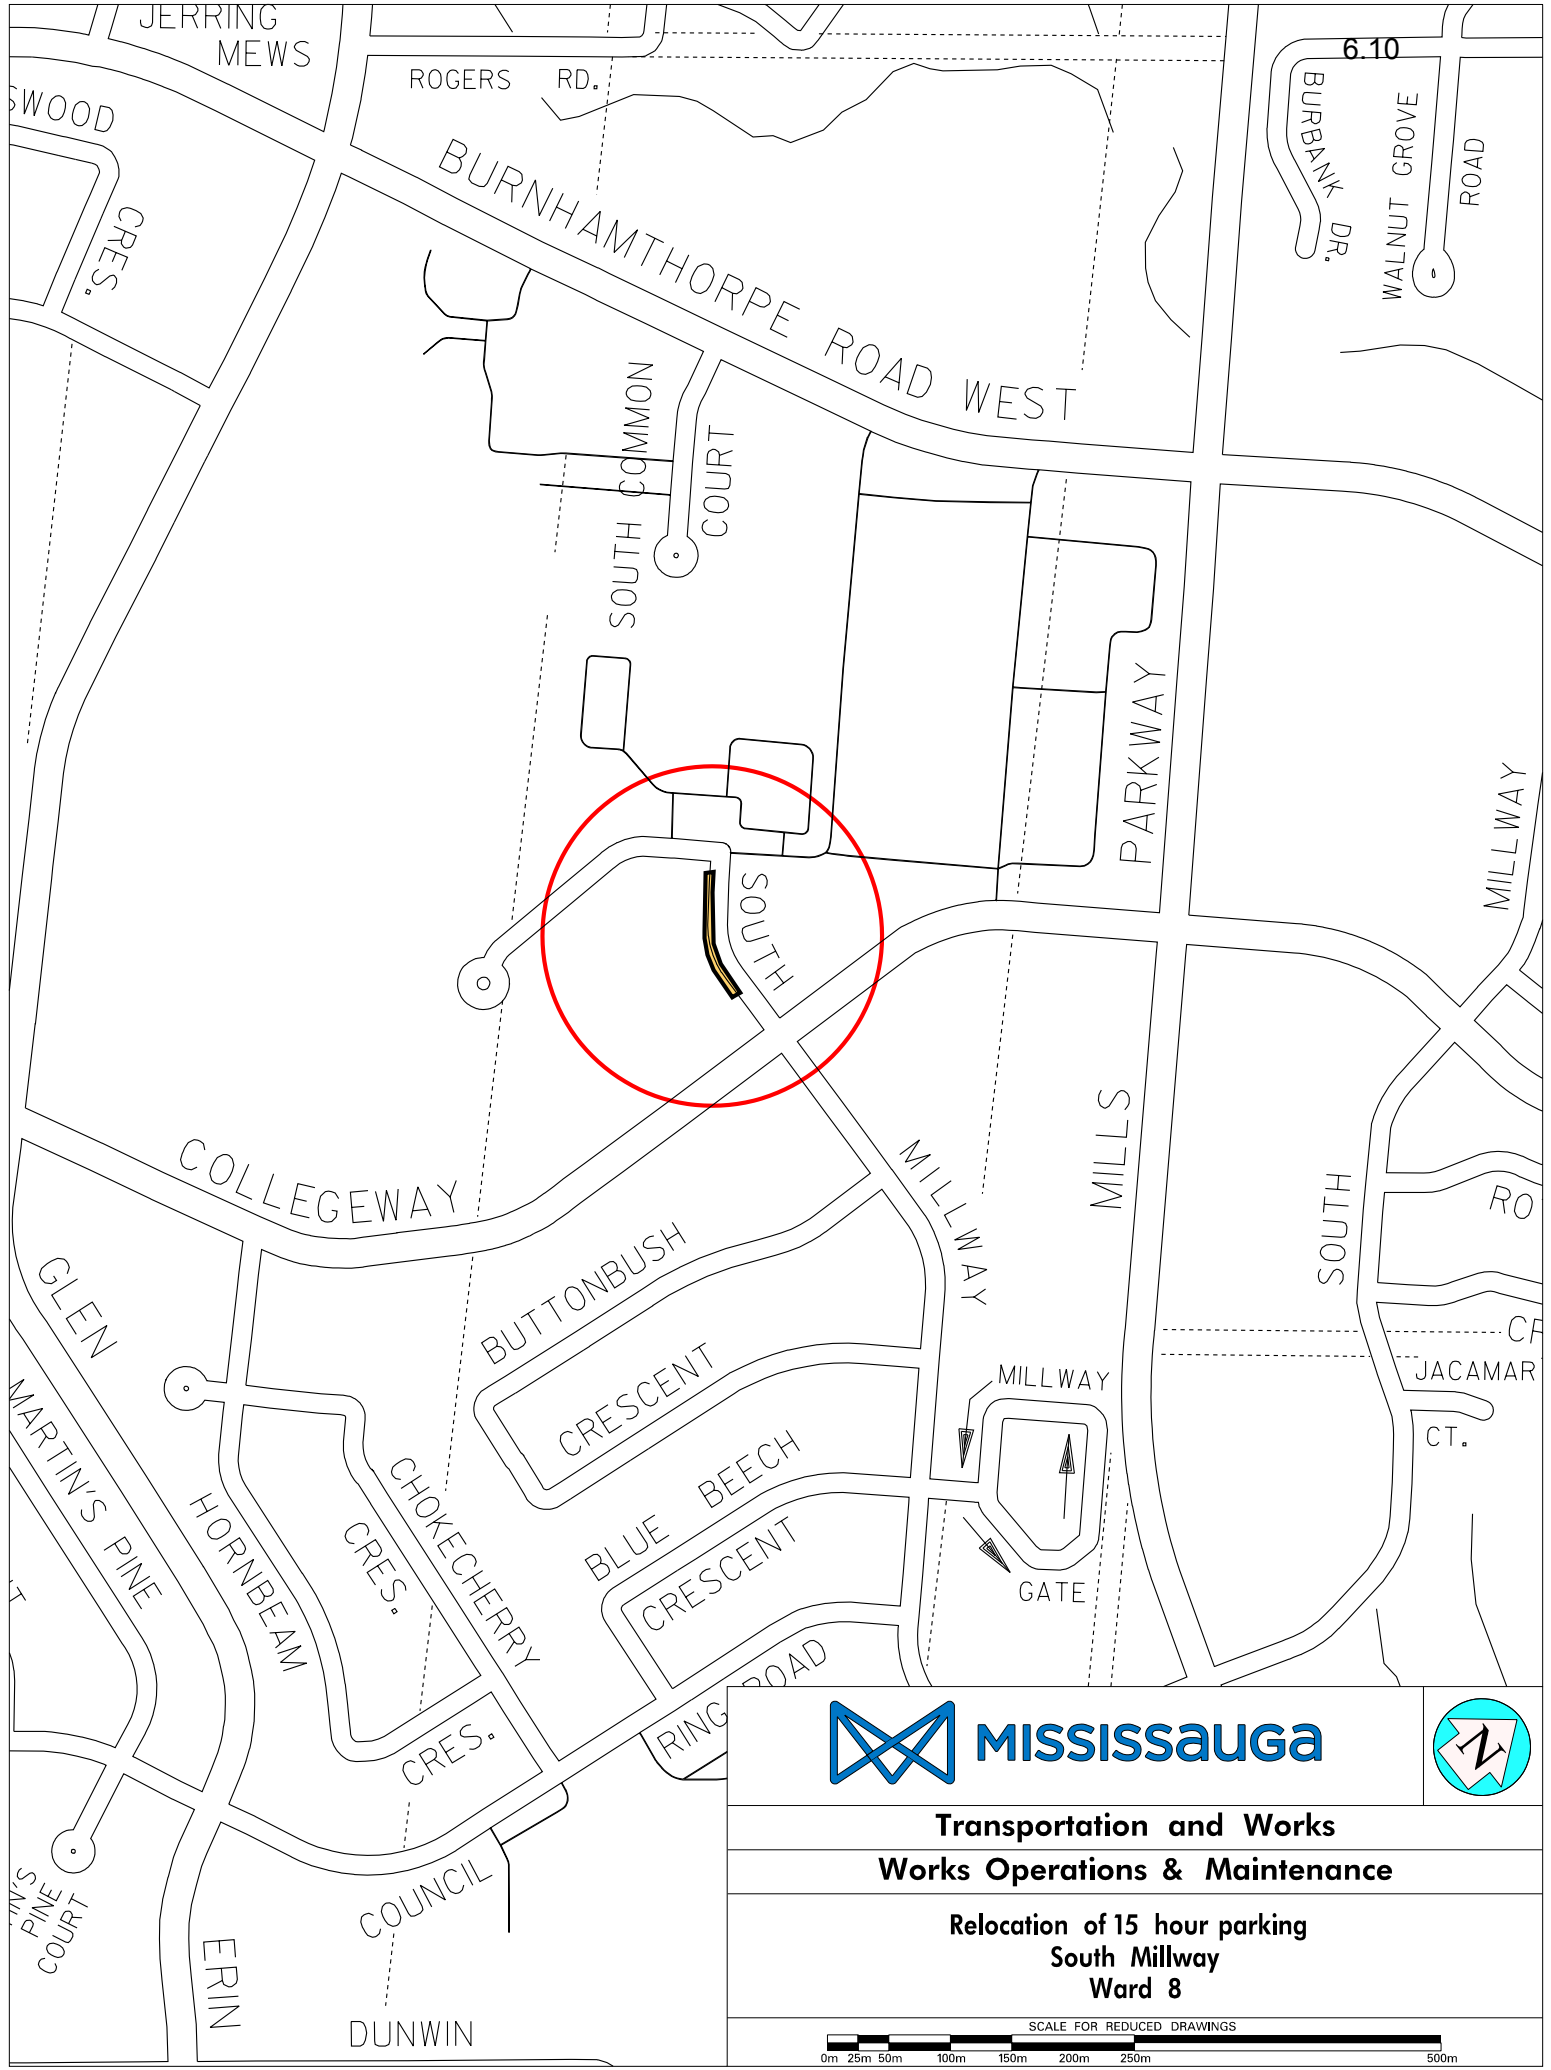 JERRING
MEWS
ROGERS RD.
6.10
BURBANK DR.
WALNUT GROVE
ROAD
SWOOD
CRES.
BURNHAMTHORPE ROAD WEST
SOUTH COMMON
COURT
PARKWAY
MILLWAY
SOUTH
MILLS
MILLWAY
SOUTH
COLLEGEWAY
RO
GLEN
BUTTONBUSH
CRESCENT
CR
JACAMAR
CT.
MILLWAY
GATE
MARTIN'S PINE
HORNBEAM
CRES.
CHOKECHERRY
CRES.
BLUE BEECH
CRESCENT
RING ROAD
PINE
COURT
COUNCIL
ERIN
DUNWIN
MISSISSAUGA
N
Transportation and Works
Works Operations & Maintenance
Relocation of 15 hour parking
South Millway
Ward 8
SCALE FOR REDUCED DRAWINGS
0m 25m 50m 100m 150m 200m 250m 500m